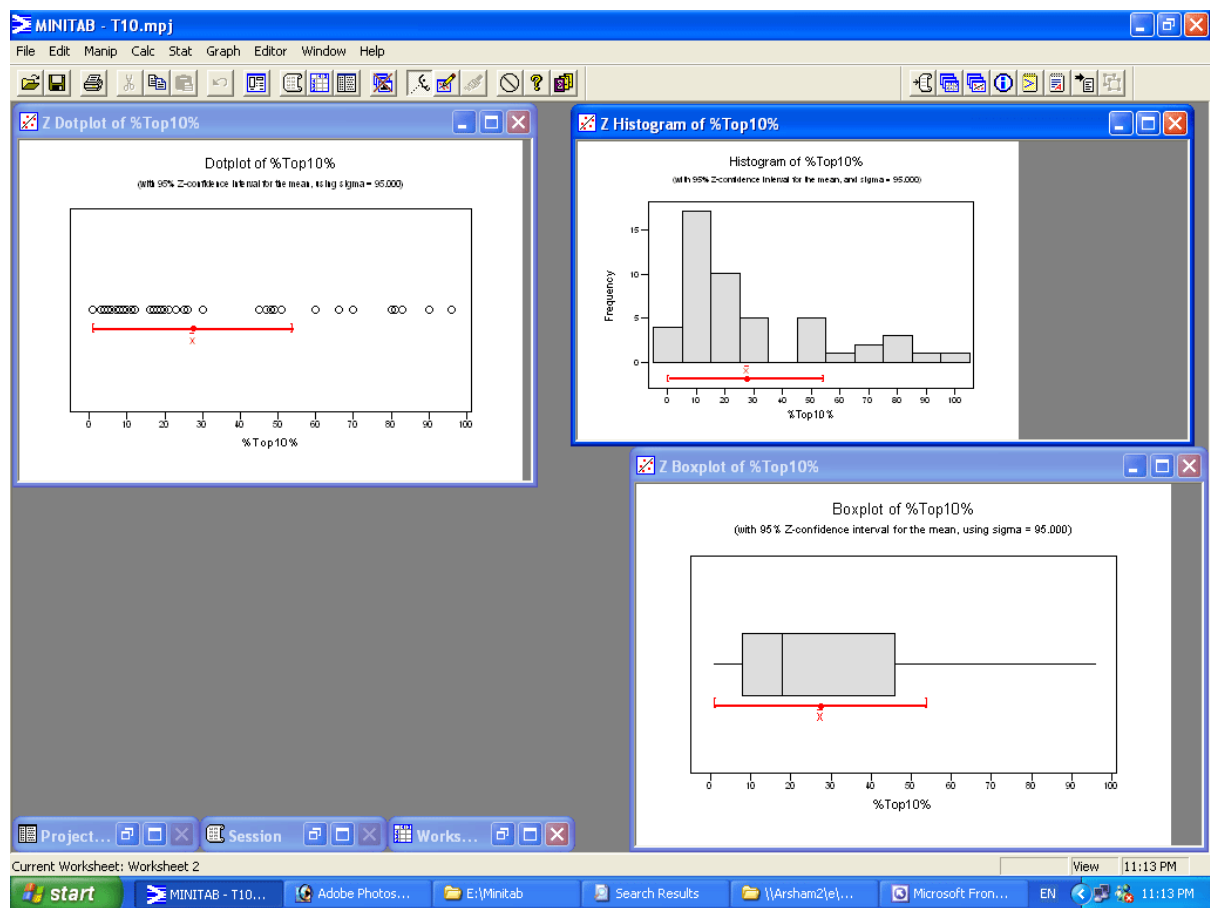 MINITAB - T10.mpj
File Edit Manip Calc Stat Graph Editor Window Help
Z Dotplot of %Top10%
Dotplot of %Top10%
(with 95% Z-confidence interval for the mean, using sigma = 95.000)
X
0 10 20 30 40 50 60 70 80 90 100
%Top10%
Z Histogram of %Top10%
Histogram of %Top10%
(with 95% Z-confidence interval for the mean, and sigma = 95.000)
15
10
5
0
Frequency
X
0 10 20 30 40 50 60 70 80 90 100
%Top10%
Z Boxplot of %Top10%
Boxplot of %Top10%
(with 95% Z-confidence interval for the mean, using sigma = 95.000)
X
0 10 20 30 40 50 60 70 80 90 100
%Top10%
Project... Session Works...
Current Worksheet: Worksheet 2 View 11:13 PM
start MINITAB - T10... Adobe Photos... E:\Minitab Search Results \\Arsham2\e\... Microsoft Fron... EN 11:13 PM